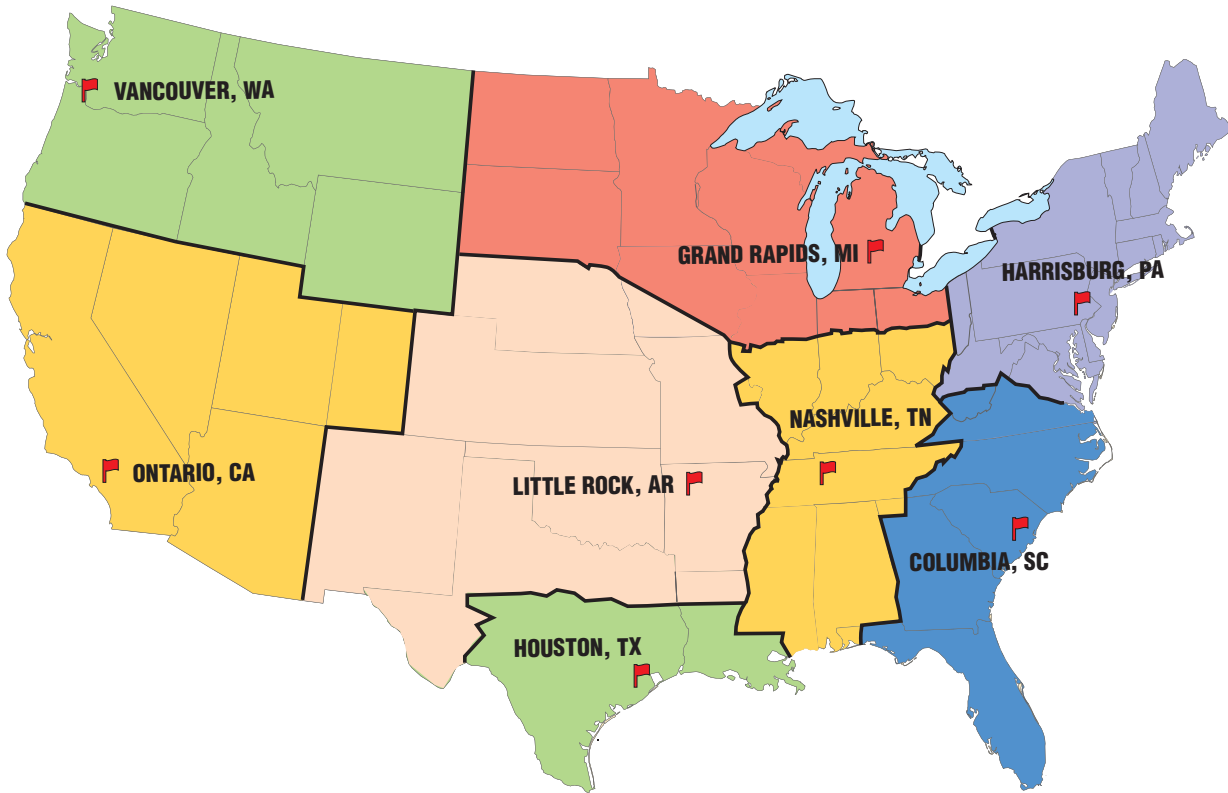 VANCOUVER, WA
GRAND RAPIDS, MI
HARRISBURG, PA
NASHVILLE, TN
ONTARIO, CA
LITTLE ROCK, AR
COLUMBIA, SC
HOUSTON, TX